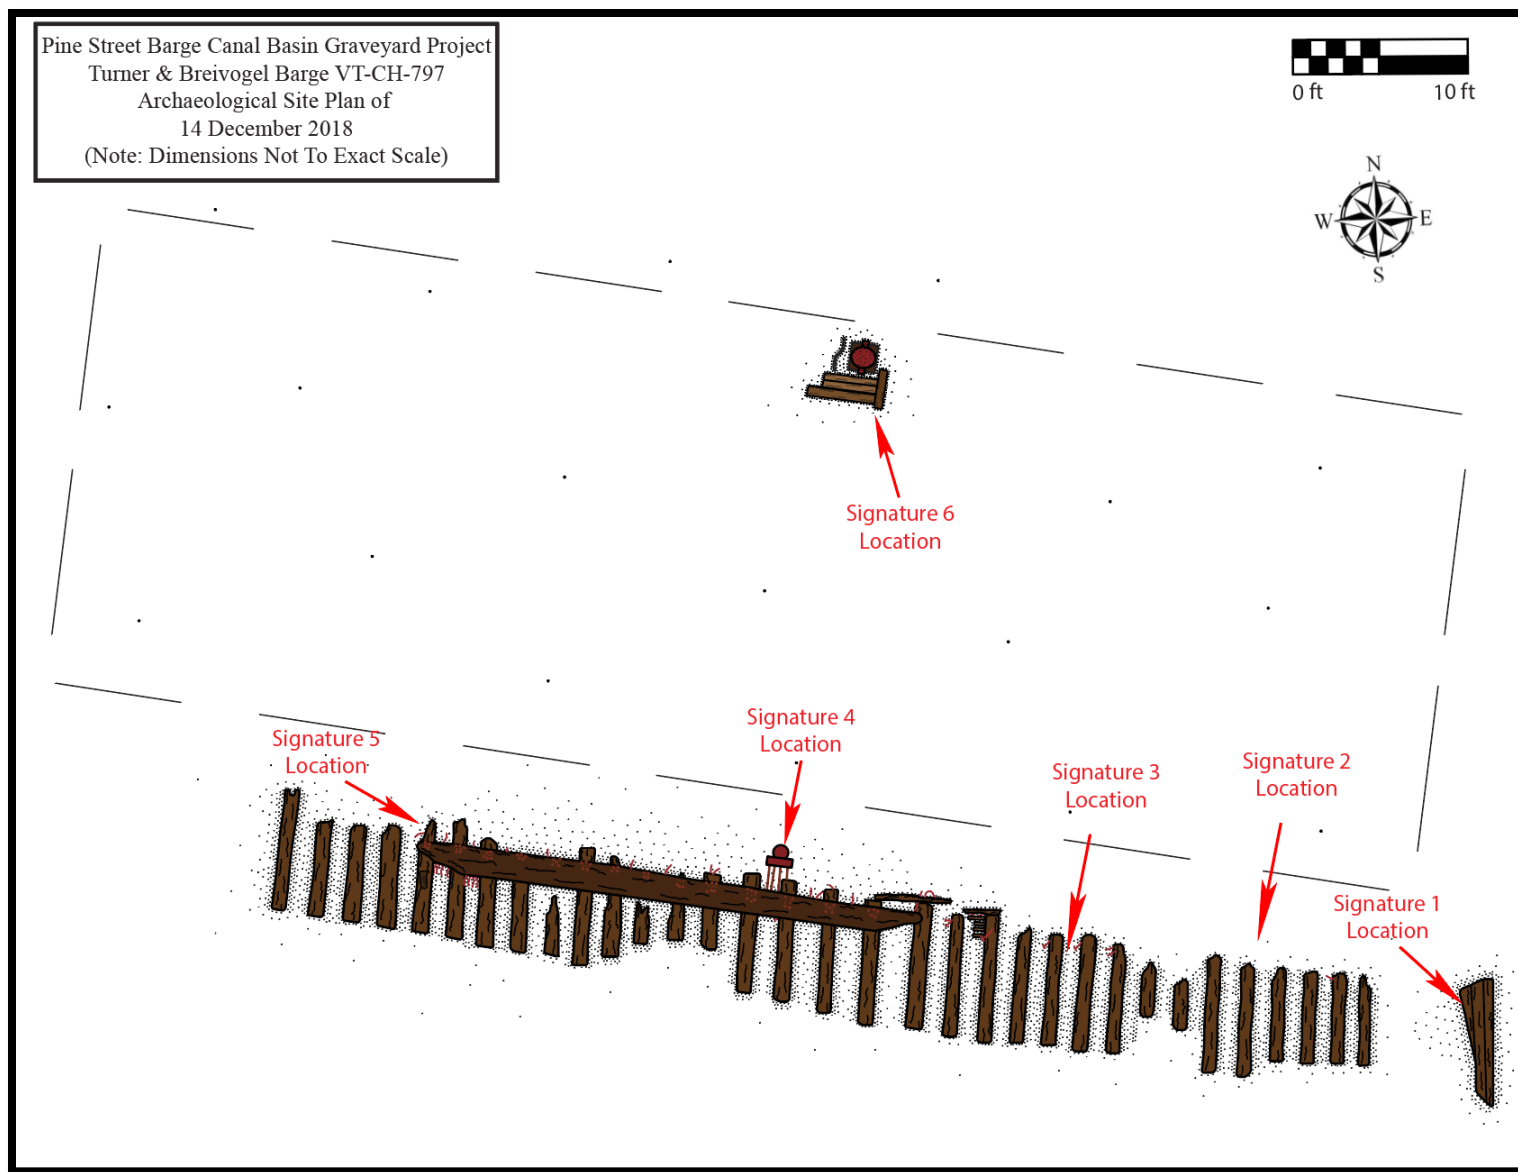 Pine Street Barge Canal Basin Graveyard Project
Turner & Breivogel Barge VT-CH-797
Archaeological Site Plan of
14 December 2018
(Note: Dimensions Not To Exact Scale)
0 ft 10 ft
N
W E
S
Signature 6
Location
Signature 4
Location
Signature 5
Location
Signature 3
Location
Signature 2
Location
Signature 1
Location